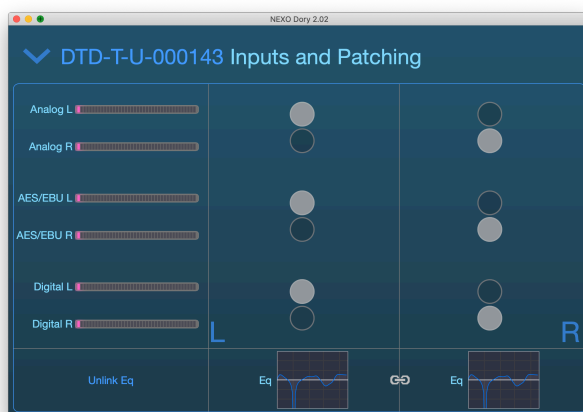 NEXO Dory 2.02
DTD-T-U-000143 Inputs and Patching
Analog L
Analog R
AES/EBU L
AES/EBU R
Digital L
Digital R
L
R
Unlink Eq
Eq
Eq